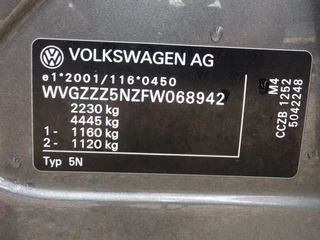 VOLKSWAGEN AG
e1*2001/116*0450
WVGZZZ5NZFW068942
2230 kg
4445 kg
1- 1160 kg
2- 1120 kg
Typ 5N
M4
CCZB 1252
5042248